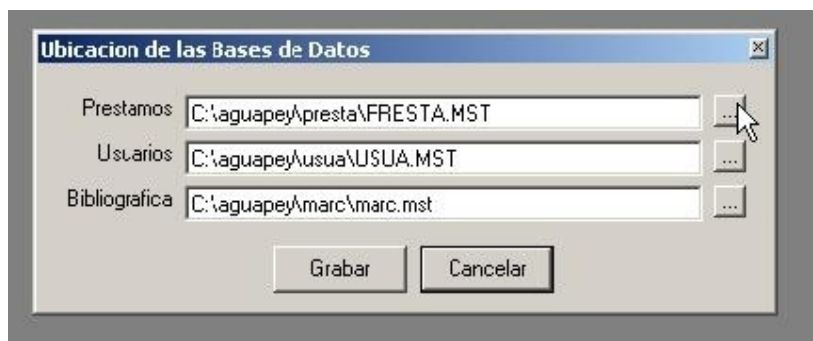 Ubicacion de las Bases de Datos
Prestamos C:\aguapey\presta\FRESTA.MST ...
Usuarios C:\aguapey\usua\USUA.MST ...
Bibliografica C:\aguapey\marc\marc.mst ...
Grabar Cancelar